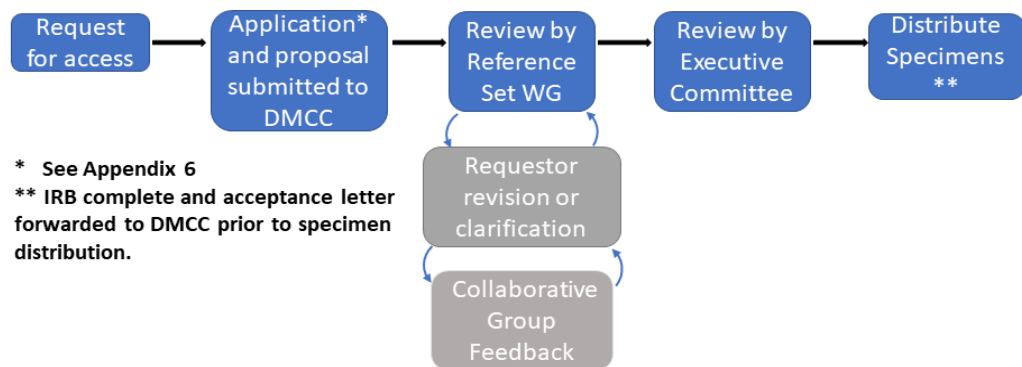 Request
for access
Application*
and proposal
submitted to
DMCC
Review by
Reference
Set WG
Review by
Executive
Committee
Distribute
Specimens
**
Requestor
revision or
clarification
Collaborative
Group
Feedback
* See Appendix 6
** IRB complete and acceptance letter
forwarded to DMCC prior to specimen
distribution.